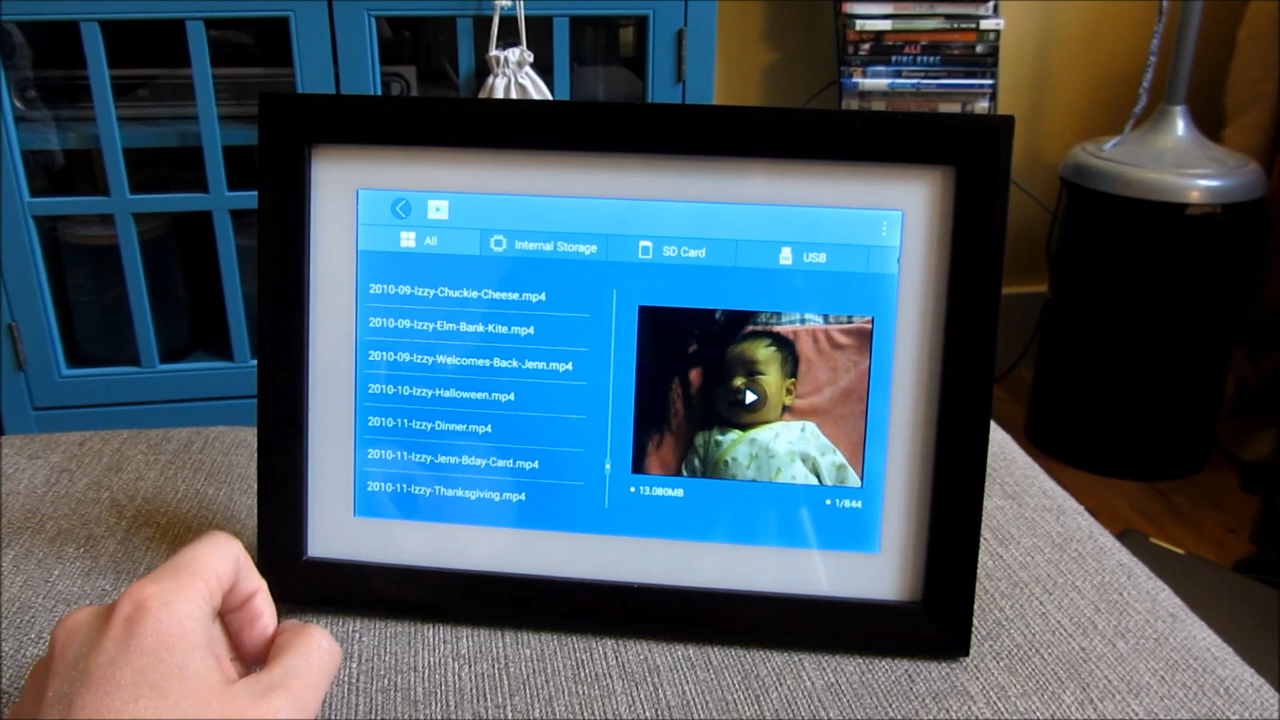 ALI
KING KONG
All
Internal Storage
SD Card
USB
2010-09-Izzy-Chuckie-Cheese.mp4
2010-09-Izzy-Elm-Bank-Kite.mp4
2010-09-Izzy-Welcomes-Back-Jenn.mp4
2010-10-Izzy-Halloween.mp4
2010-11-Izzy-Dinner.mp4
2010-11-Izzy-Jenn-Bday-Card.mp4
2010-11-Izzy-Thanksgiving.mp4
13.080MB
1/844